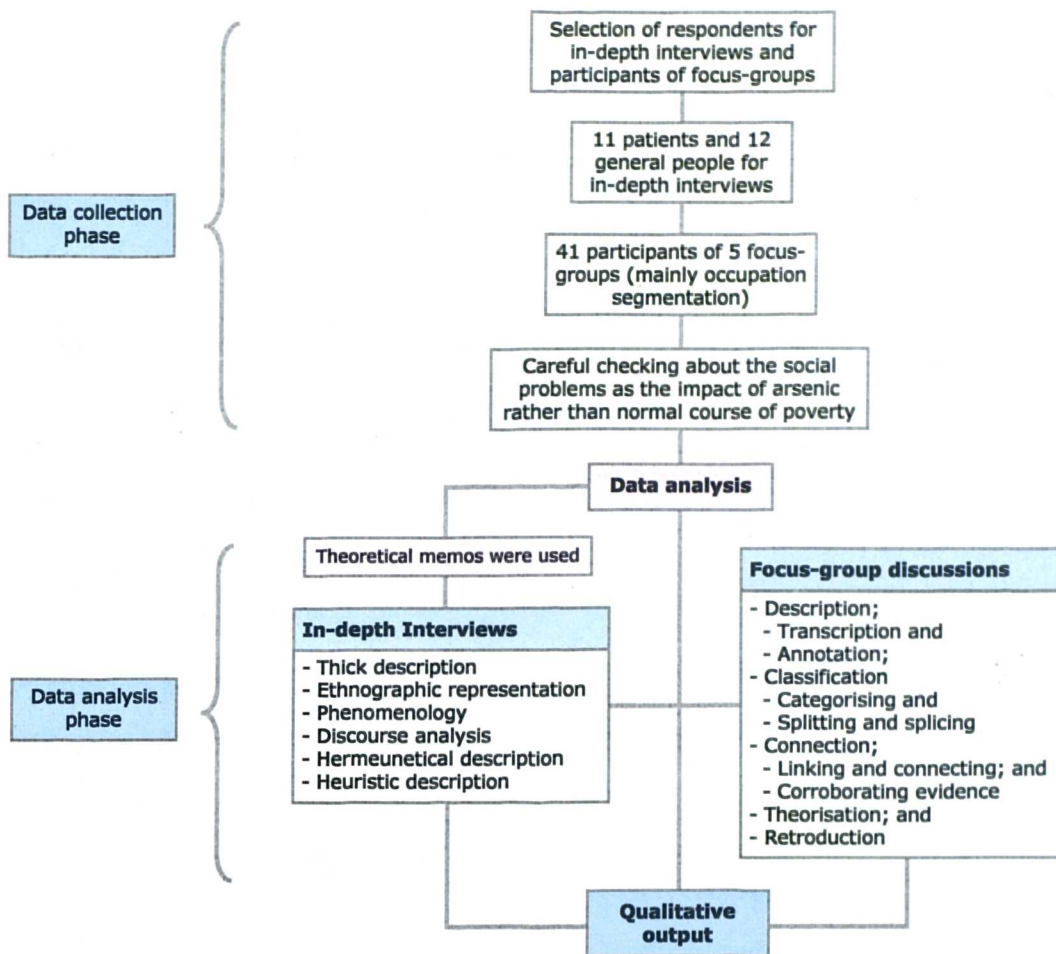 Selection of respondents for
in-depth interviews and
participants of focus-groups
11 patients and 12
general people for
in-depth interviews
Data collection
phase
41 participants of 5 focus-
groups (mainly occupation
segmentation)
Careful checking about the social
problems as the impact of arsenic
rather than normal course of poverty
Data analysis
Theoretical memos were used
In-depth Interviews
- Thick description
- Ethnographic representation
- Phenomenology
- Discourse analysis
- Hermeunetical description
- Heuristic description
Focus-group discussions
- Description;
- Transcription and
- Annotation;
- Classification
- Categorising and
- Splitting and splicing
- Connection;
- Linking and connecting; and
- Corroborating evidence
- Theorisation; and
- Retroduction
Data analysis
phase
Qualitative
output